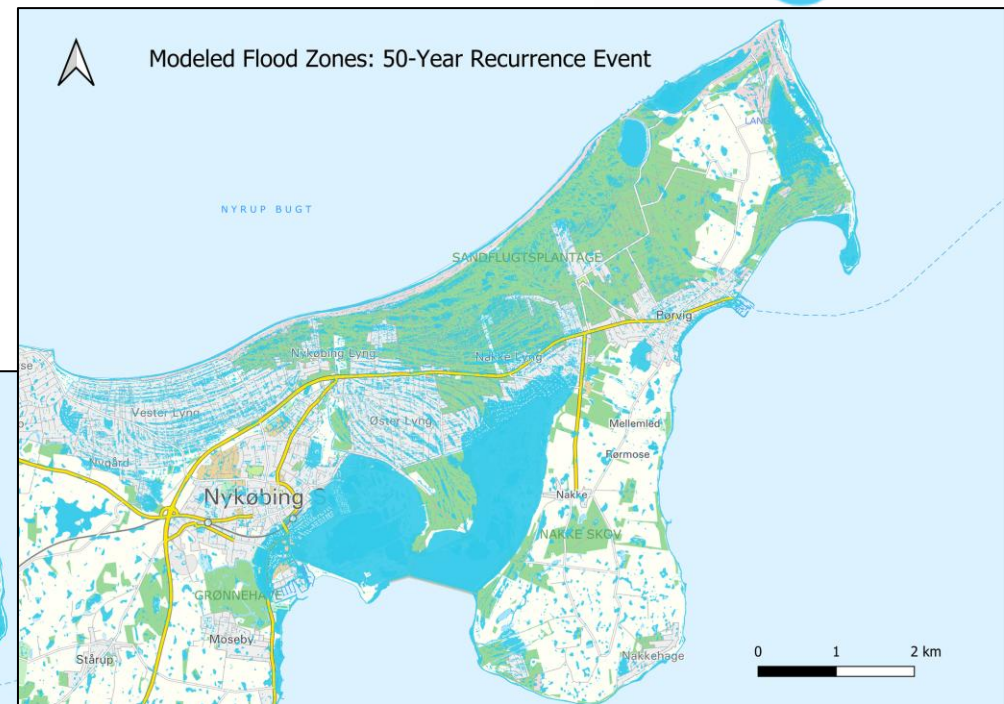 Modeled Flood Zones: 50-Year Recurrence Event
NYRUP BUGT
SANDFLUGTSPLANTAGE
Rørvig
Nykøbing Lyng
Nakke Lyng
Vester Lyng
Øster Lyng
Mellemled
Nygård
Rørmose
Nykøbing S
Nakke
NAKKE SKOV
GRØNNEHAVE
Moseby
Stårup
Nakkehage
0 1 2 km